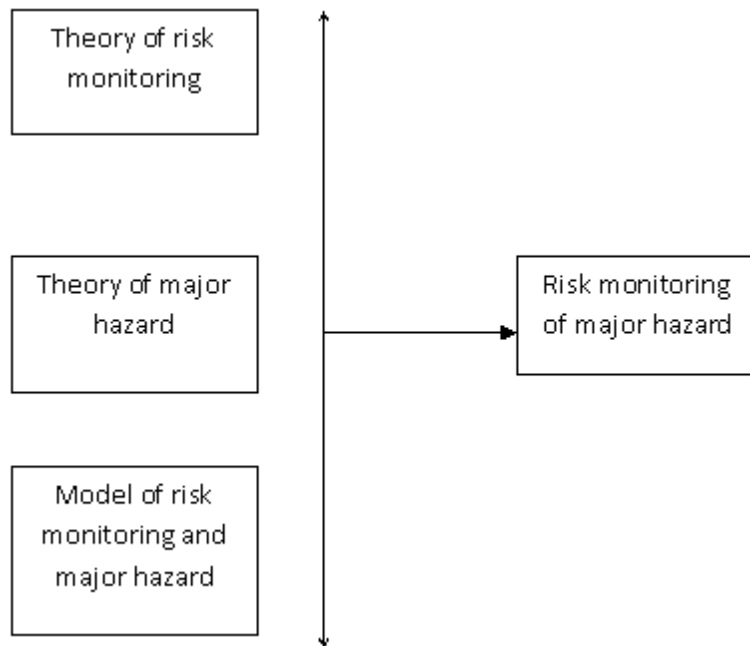 Theory of risk
monitoring
Theory of major
hazard
Risk monitoring
of major hazard
Model of risk
monitoring and
major hazard